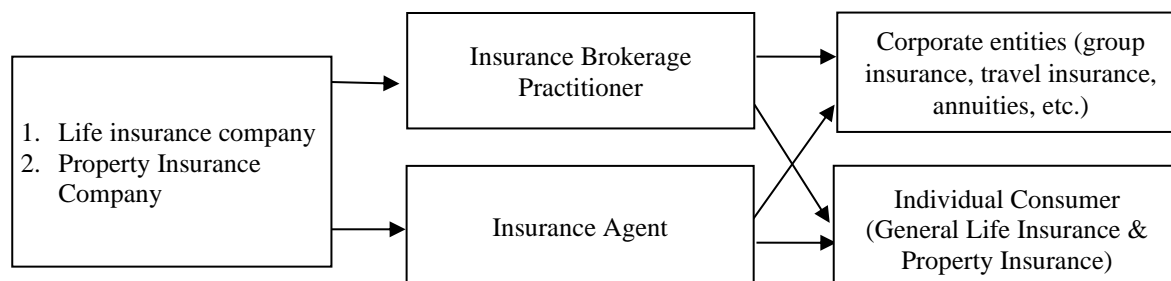 1. Life insurance company
2. Property Insurance
Company
Insurance Brokerage
Practitioner
Insurance Agent
Corporate entities (group
insurance, travel insurance,
annuities, etc.)
Individual Consumer
(General Life Insurance &
Property Insurance)